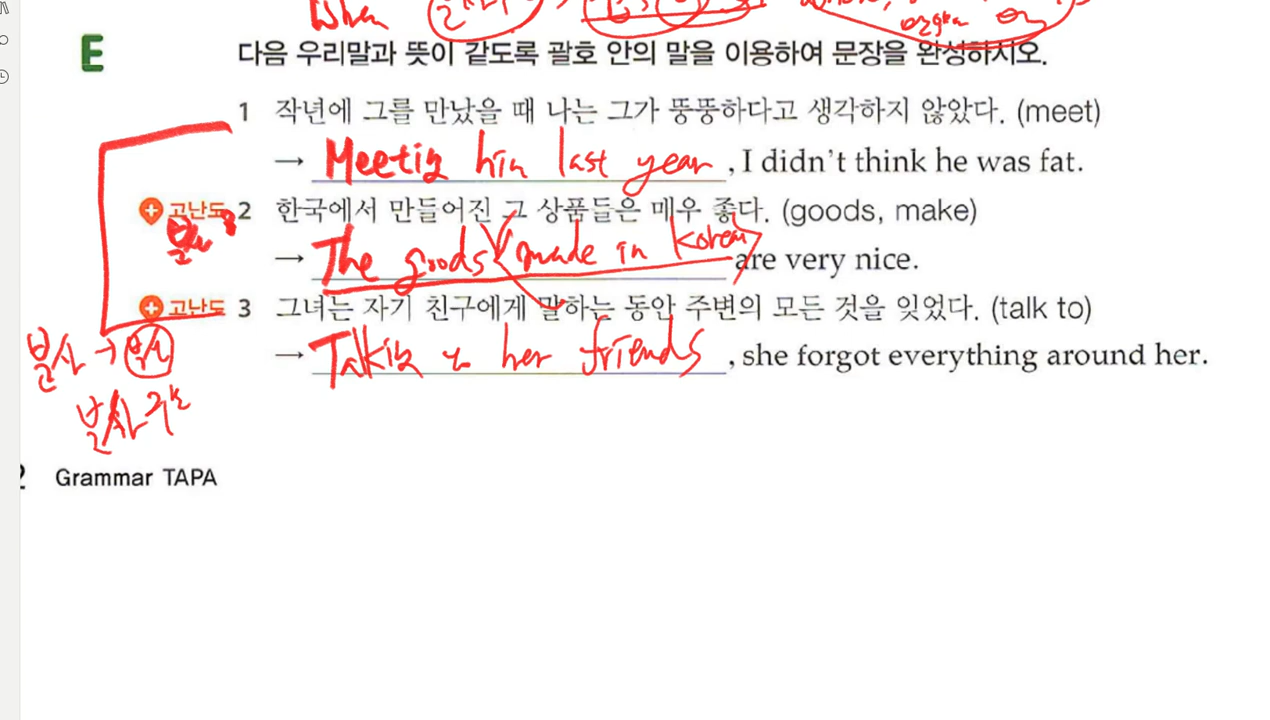 When
E 다음 우리말과 뜻이 같도록 괄호 안의 말을 이용하여 문장을 완성하시오.
1 작년에 그를 만났을 때 나는 그가 뚱뚱하다고 생각하지 않았다. (meet)
→ Meeting him last year, I didn't think he was fat.
고난도 2 한국에서 만들어진 그 상품들은 매우 좋다. (goods, make)
→ The goods made in Korea are very nice.
고난도 3 그녀는 자기 친구에게 말하는 동안 주변의 모든 것을 잊었다. (talk to)
→ Talking to her friends, she forgot everything around her.
분사 → 부사
분사구
2 Grammar TAPA